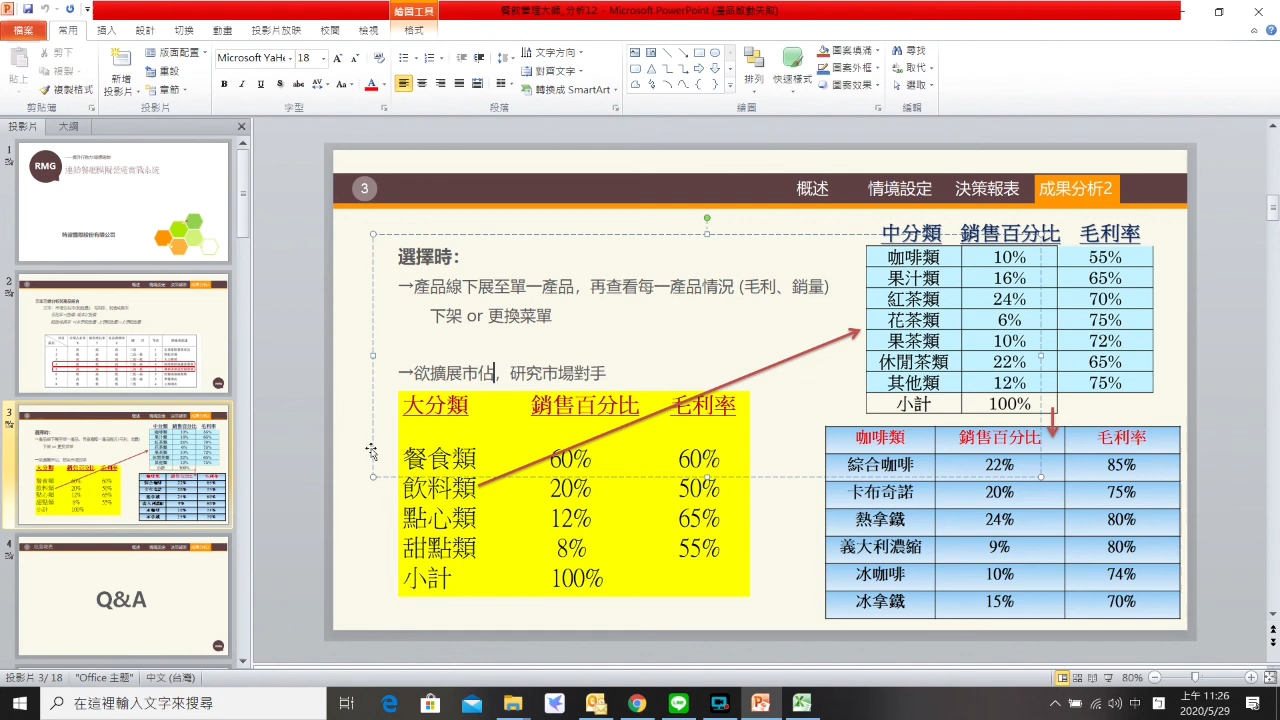 餐飲管理大師_分析12 - Microsoft PowerPoint (產品啟動失敗)
繪圖工具
檔案 常用 插入 設計 切換 動畫 投影片放映 校閱 檢視 格式
貼上 剪下 複製 複製格式
新增投影片 版面配置 重設 章節
Microsoft YaHe 18
文字方向 對齊文字 轉換成 SmartArt
排列 快速樣式 圖案填滿 圖案外框 圖案效果
尋找 取代 選取
剪貼簿 投影片 字型 段落 繪圖 編輯
投影片 大綱
1
RMG
2
3
4
Q&A
3 概述 情境設定 決策報表 成果分析2
選擇時:
→產品線下展至單一產品，再查看每一產品情況 (毛利、銷量)
下架 or 更換菜單
→欲擴展市佔，研究市場對手
大分類 銷售百分比 毛利率
餐食類 60% 60%
飲料類 20% 50%
點心類 12% 65%
甜點類 8% 55%
小計 100%
中分類 銷售百分比 毛利率
咖啡類 10% 55%
果汁類 16% 65%
紅茶類 24% 70%
花茶類 6% 75%
果茶類 10% 72%
休閒茶類 22% 65%
其他類 12% 75%
小計 100%
咖啡類 銷售百分比 毛利率
綜合咖啡 22% 85%
卡布奇諾 20% 75%
熱拿鐵 24% 80%
義大利濃縮 9% 80%
冰咖啡 10% 74%
冰拿鐵 15% 70%
投影片 3/18 "Office 主題" 中文 (台灣) 80%
在這裡輸入文字來搜尋
中
上午 11:26
2020/5/29